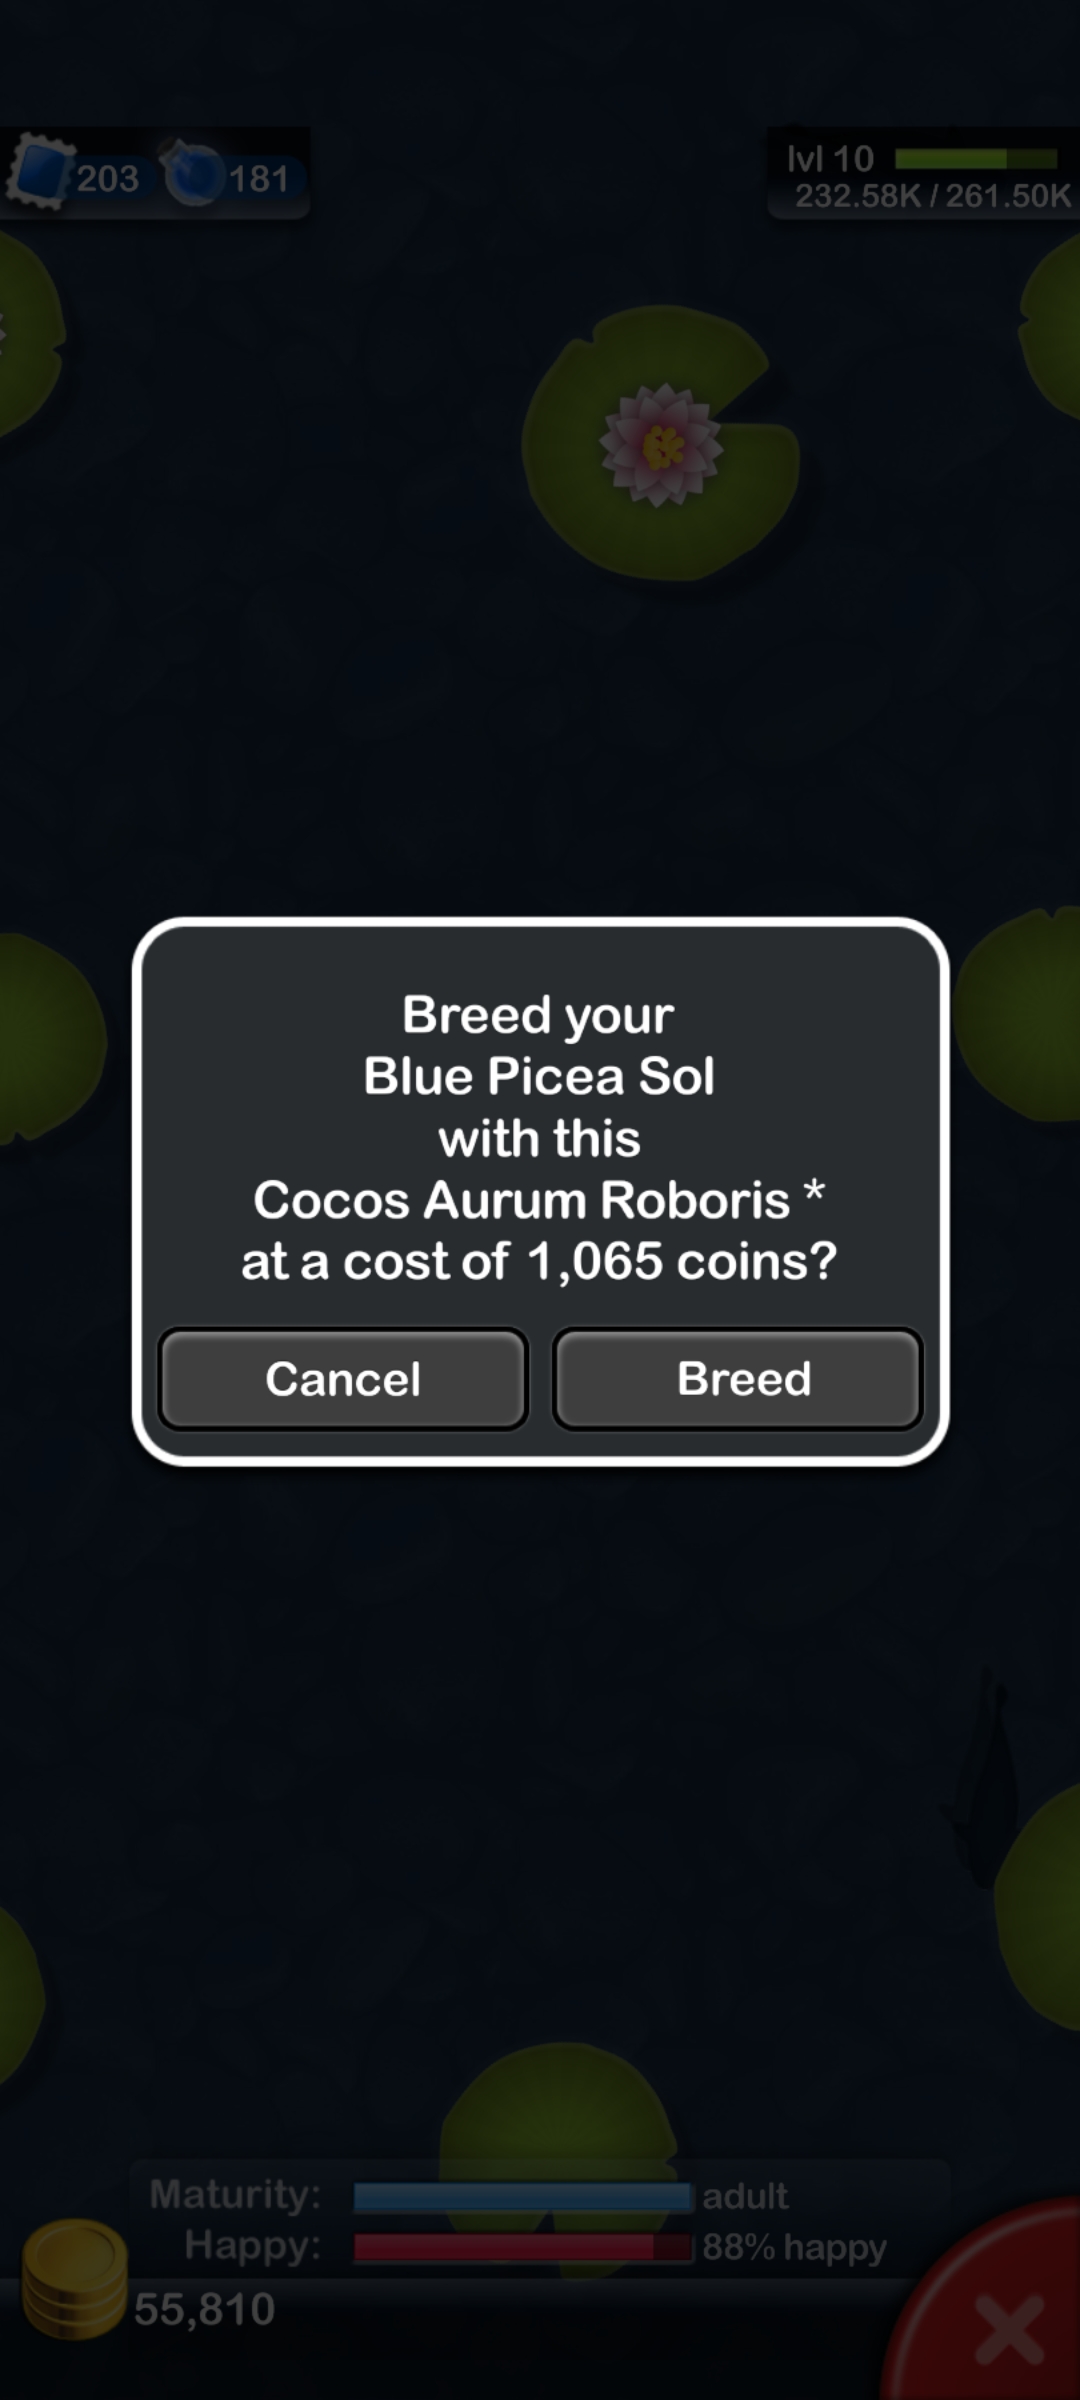 203 181
lvl 10
232.58K / 261.50K
Breed your
Blue Picea Sol
with this
Cocos Aurum Roboris *
at a cost of 1,065 coins?
Cancel Breed
Maturity: adult
Happy: 88% happy
55,810